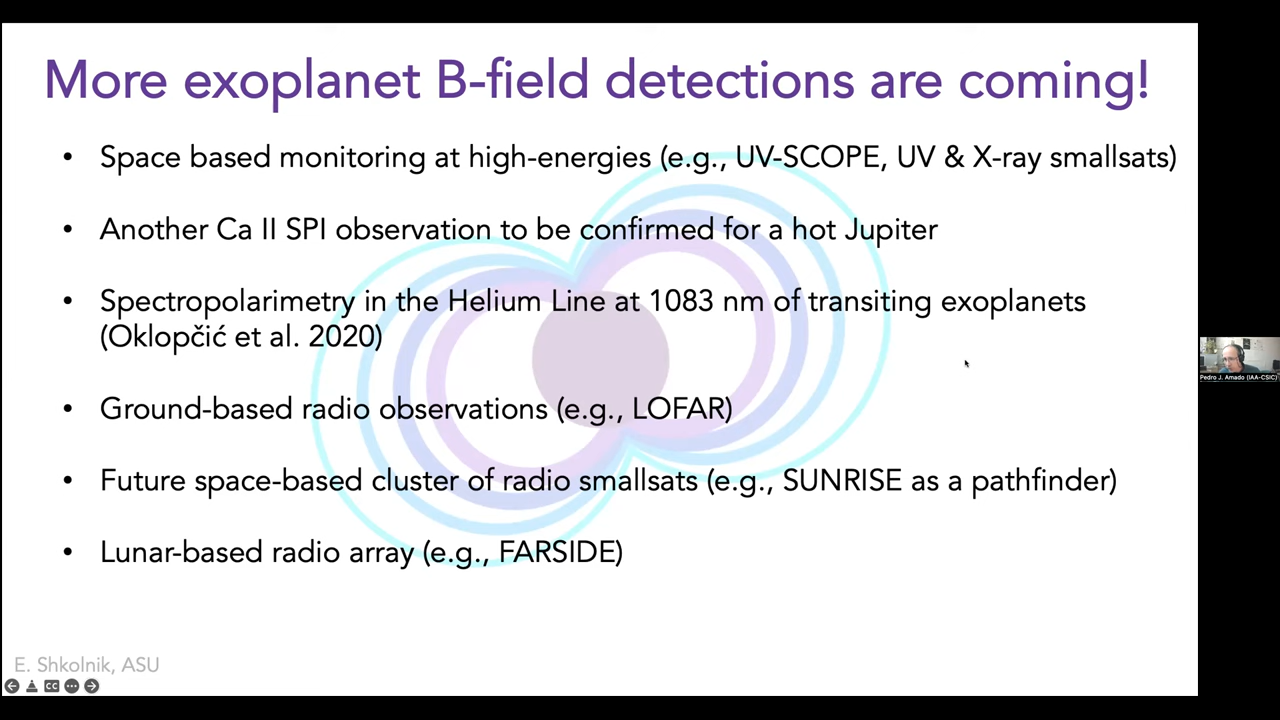 More exoplanet B-field detections are coming!
• Space based monitoring at high-energies (e.g., UV-SCOPE, UV & X-ray smallsats)
• Another Ca II SPI observation to be confirmed for a hot Jupiter
• Spectropolarimetry in the Helium Line at 1083 nm of transiting exoplanets
(Oklopčić et al. 2020)
• Ground-based radio observations (e.g., LOFAR)
• Future space-based cluster of radio smallsats (e.g., SUNRISE as a pathfinder)
• Lunar-based radio array (e.g., FARSIDE)
E. Shkolnik, ASU
CC
Pedro J. Amado (IAA-CSIC)